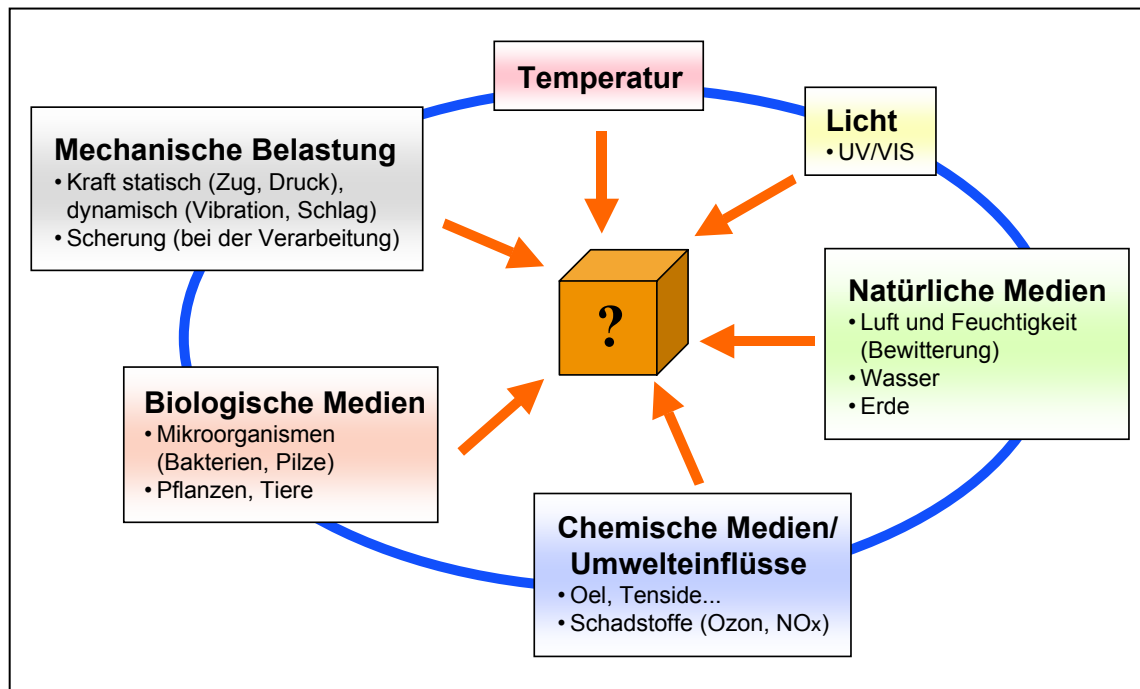 Temperatur
Licht
• UV/VIS
Mechanische Belastung
• Kraft statisch (Zug, Druck),
dynamisch (Vibration, Schlag)
• Scherung (bei der Verarbeitung)
?
Natürliche Medien
• Luft und Feuchtigkeit
(Bewitterung)
• Wasser
• Erde
Biologische Medien
• Mikroorganismen
(Bakterien, Pilze)
• Pflanzen, Tiere
Chemische Medien/
Umwelteinflüsse
• Oel, Tenside...
• Schadstoffe (Ozon, NOx)